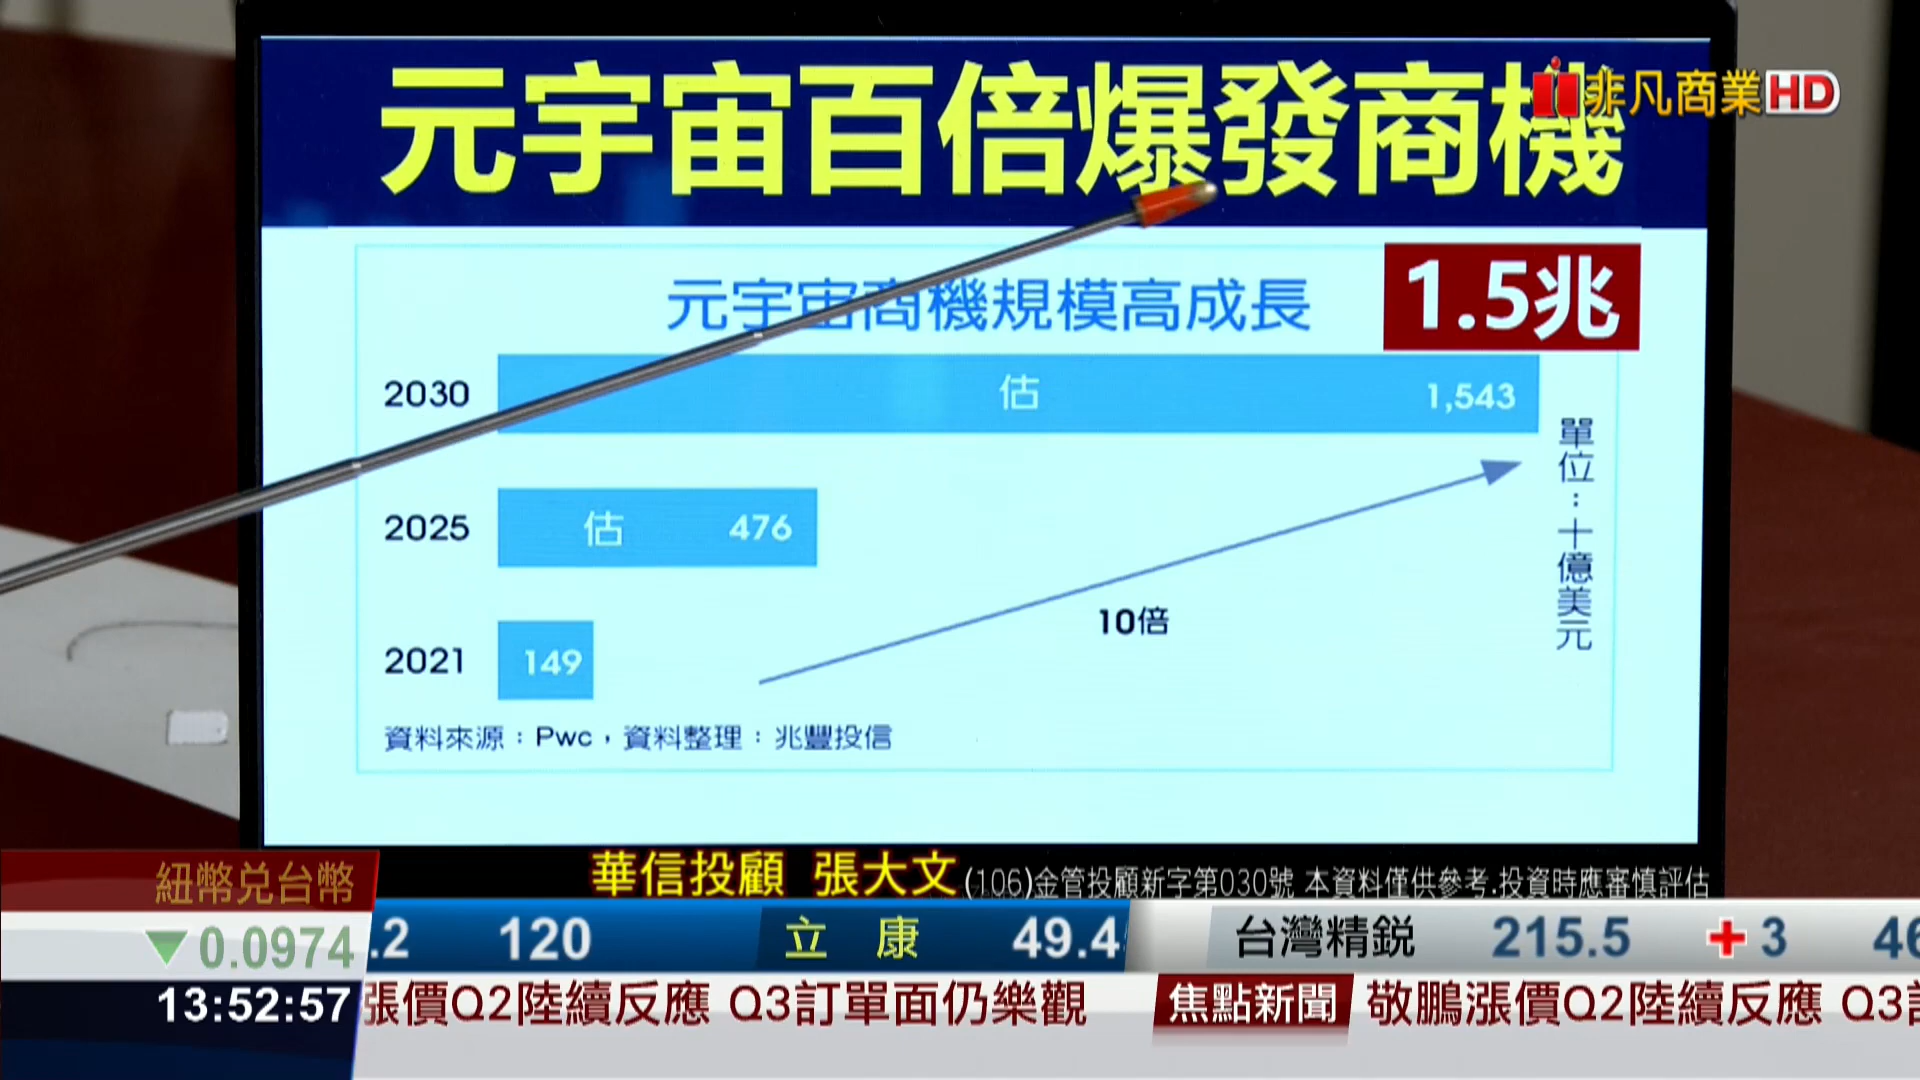 元宇宙百倍爆發商機
非凡商業HD
元宇宙商機規模高成長
1.5兆
2030 估 1,543
單位：十億美元
2025 估 476
10倍
2021 149
資料來源：Pwc，資料整理：兆豐投信
華信投顧 張大文 (106)金管投顧新字第030號 本資料僅供參考.投資時應審慎評估
紐幣兑台幣
▼0.0974
.2 120 立康 49.4 台灣精銳 215.5 +3 46
13:52:57
張價Q2陸續反應 Q3訂單面仍樂觀 焦點新聞 敬鵬漲價Q2陸續反應 Q3訂